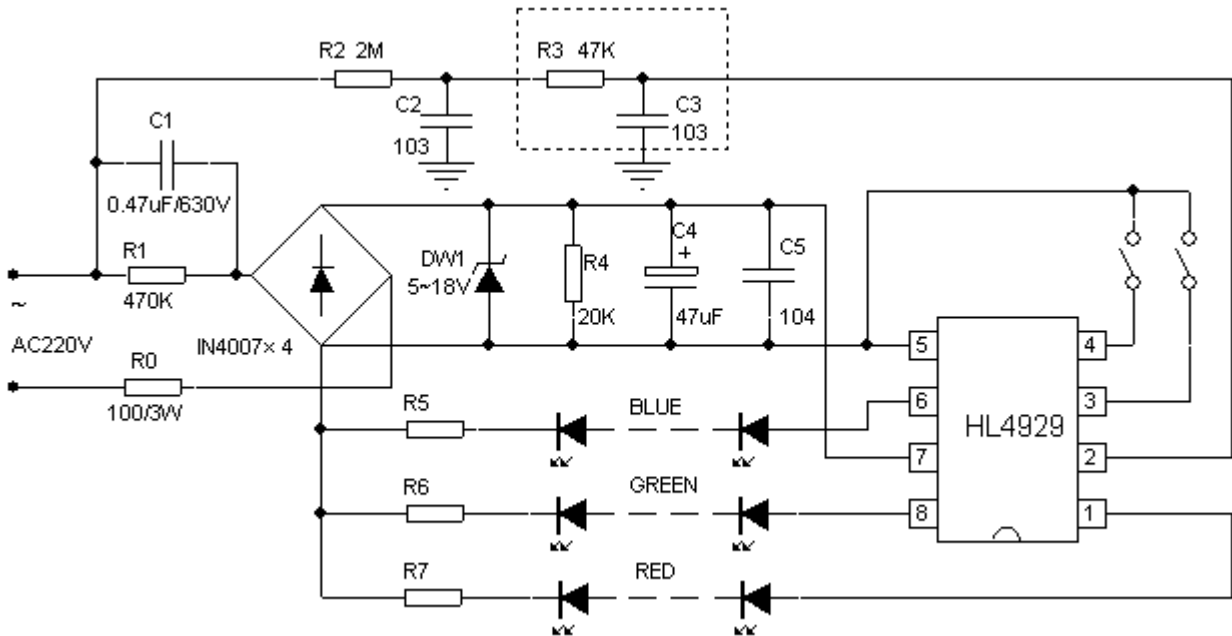 R2 2M
R3 47K
C2
103
C3
103
C1
0.47uF/630V
R1
470K
~
AC220V
R0
100/3W
IN4007×4
DW1
5~18V
R4
20K
C4
+
47uF
C5
104
5
4
6
3
7
2
8
1
HL4929
R5
BLUE
R6
GREEN
R7
RED